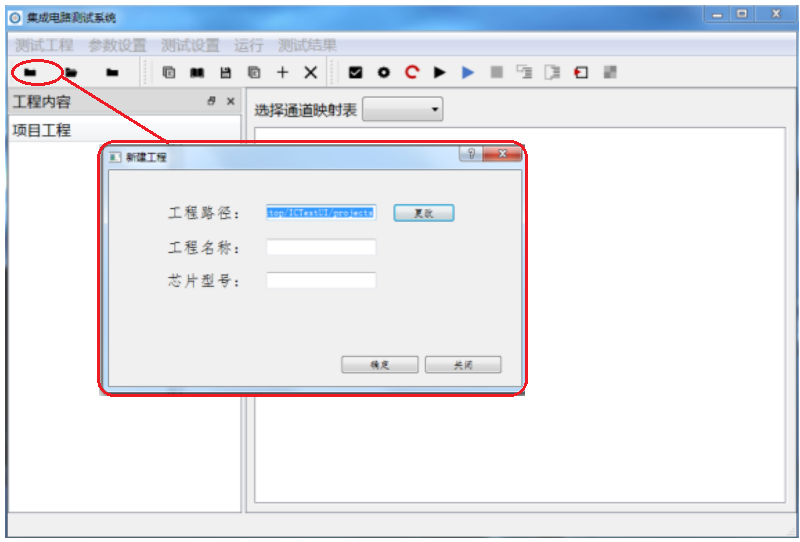 集成电路测试系统
测试工程 参数设置 测试设置 运行 测试结果
工程内容
选择通道映射表
项目工程
新建工程
工程路径： top/ICTestUI/projects 更改
工程名称：
芯片型号：
确定 关闭